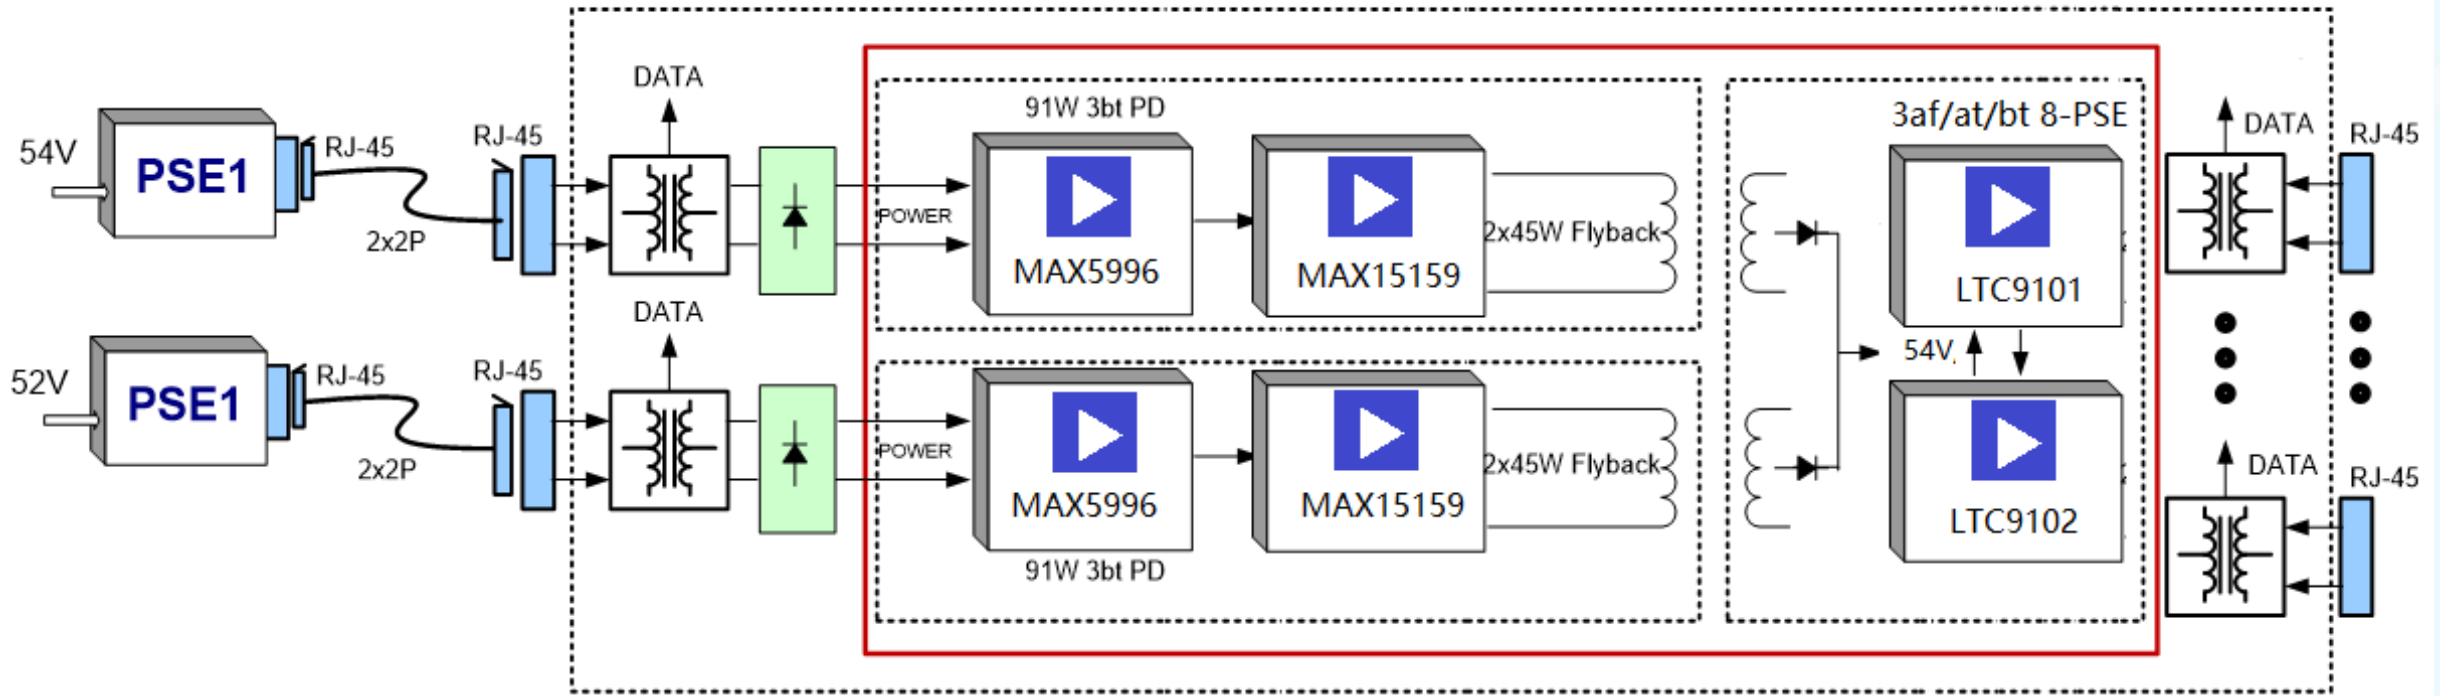 DATA
91W 3bt PD
3af/at/bt 8-PSE
54V
PSE1
RJ-45
RJ-45
DATA
RJ-45
2x2P
POWER
MAX5996
MAX15159
2x45W Flyback
LTC9101
DATA
54V
52V
PSE1
RJ-45
RJ-45
2x2P
POWER
MAX5996
MAX15159
2x45W Flyback
LTC9102
DATA
RJ-45
91W 3bt PD